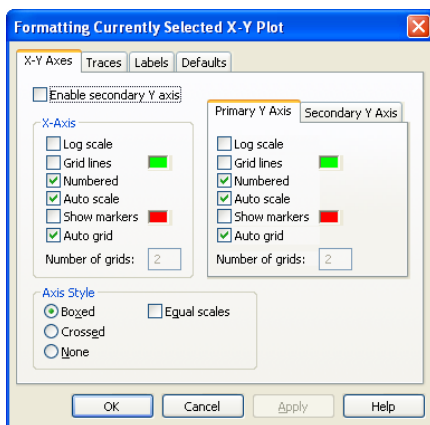 Formatting Currently Selected X-Y Plot
X-Y Axes Traces Labels Defaults
Enable secondary Y axis
X-Axis
Log scale
Grid lines
Numbered
Auto scale
Show markers
Auto grid
Number of grids: 2
Primary Y Axis Secondary Y Axis
Log scale
Grid lines
Numbered
Auto scale
Show markers
Auto grid
Number of grids: 2
Axis Style
Boxed Equal scales
Crossed
None
OK Cancel Apply Help